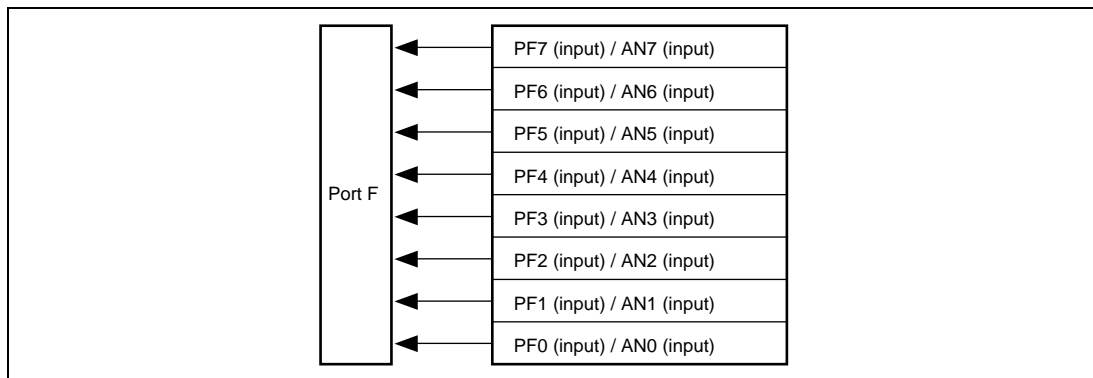 PF7 (input) / AN7 (input)
PF6 (input) / AN6 (input)
PF5 (input) / AN5 (input)
PF4 (input) / AN4 (input)
Port F
PF3 (input) / AN3 (input)
PF2 (input) / AN2 (input)
PF1 (input) / AN1 (input)
PF0 (input) / AN0 (input)